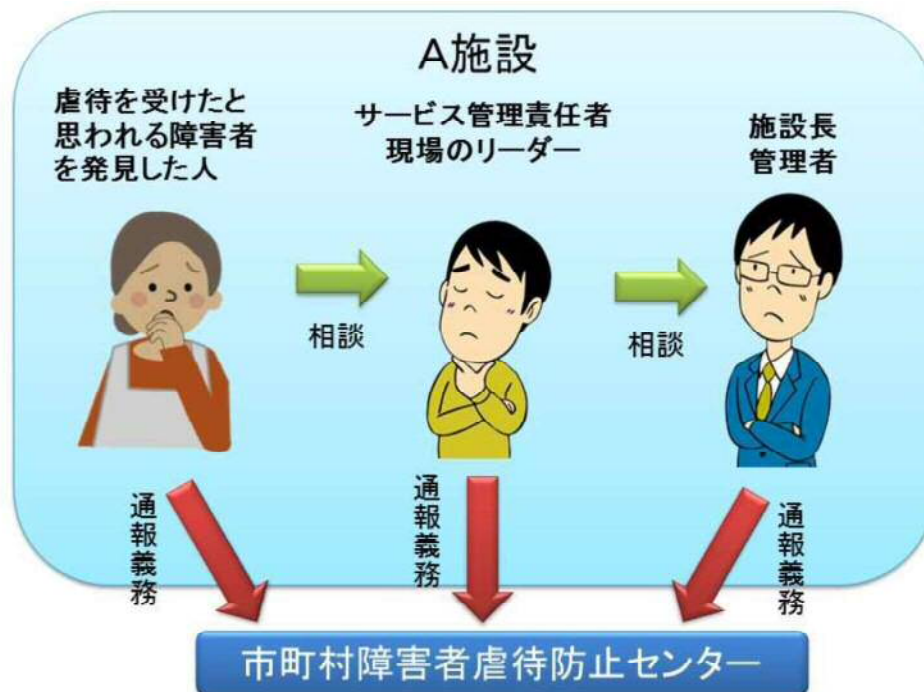 A施設
虐待を受けたと
思われる障害者
を発見した人
サービス管理責任者
現場のリーダー
施設長
管理者
相談
相談
通報義務
通報義務
通報義務
市町村障害者虐待防止センター